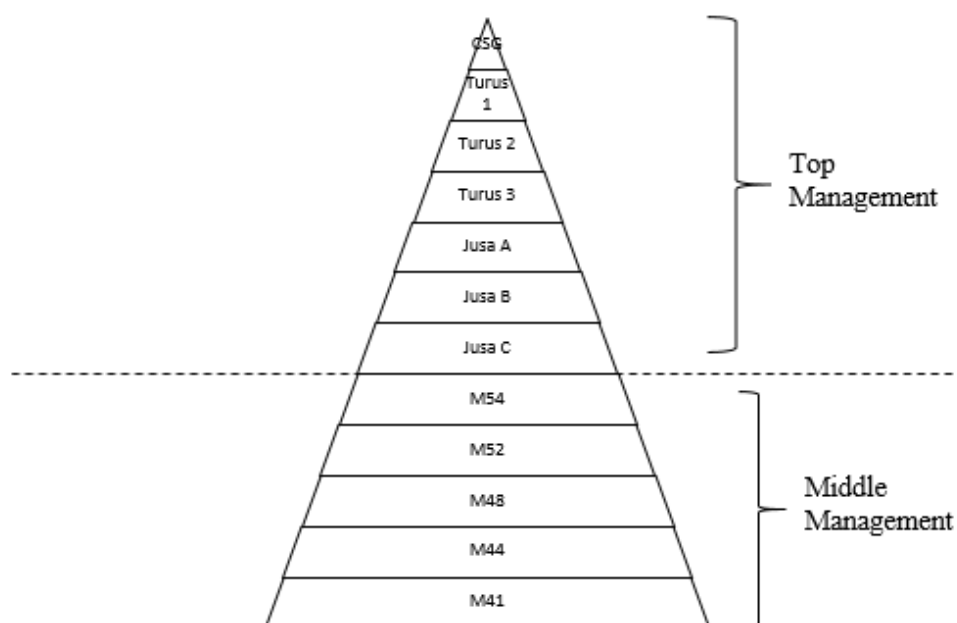 CSG
Turus
1
Turus 2
Turus 3
Jusa A
Jusa B
Jusa C
Top
Management
M54
M52
M48
M44
M41
Middle
Management